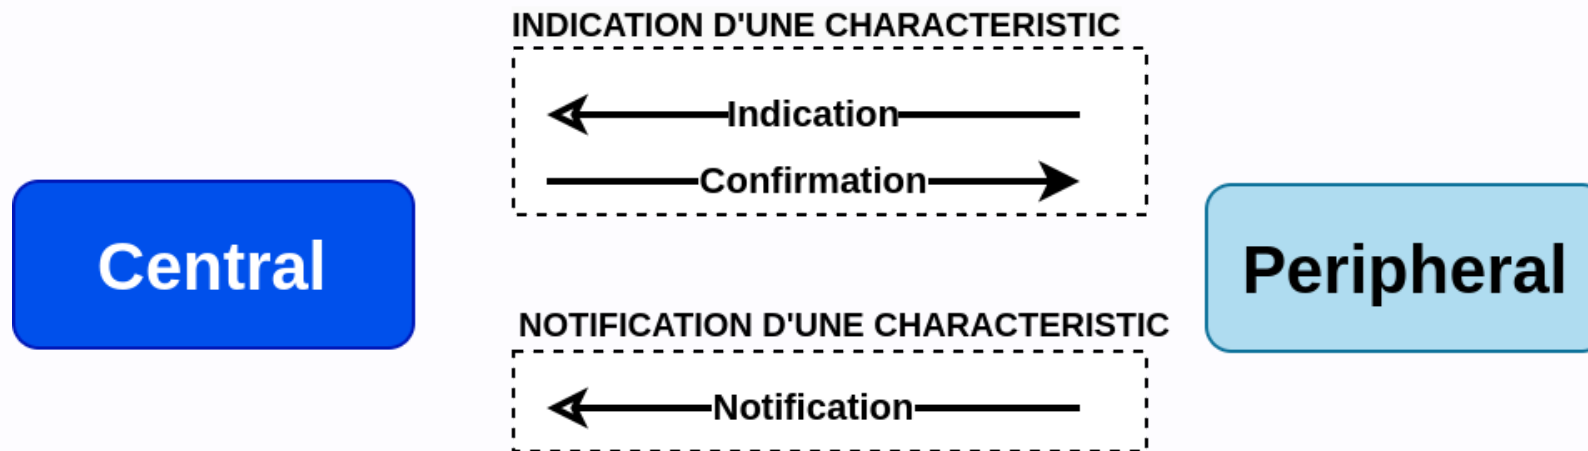 INDICATION D'UNE CHARACTERISTIC
Indication
Confirmation
Central
Peripheral
NOTIFICATION D'UNE CHARACTERISTIC
Notification